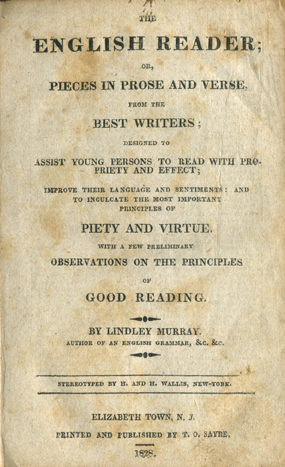 THE
ENGLISH READER;
OR,
PIECES IN PROSE AND VERSE,
FROM THE
BEST WRITERS;
DESIGNED TO
ASSIST YOUNG PERSONS TO READ WITH PRO-
PRIETY AND EFFECT;
IMPROVE THEIR LANGUAGE AND SENTIMENTS: AND
TO INCULCATE THE MOST IMPORTANT
PRINCIPLES OF
PIETY AND VIRTUE.
WITH A FEW PRELIMINARY
OBSERVATIONS ON THE PRINCIPLES
OF
GOOD READING.
BY LINDLEY MURRAY.
AUTHOR OF AN ENGLISH GRAMMAR, &c. &c.
STEREOTYPED BY H. AND H. WALLIS, NEW-YORK.
ELIZABETH TOWN, N. J.
PRINTED AND PUBLISHED BY T. O. SAYRE,
1828.